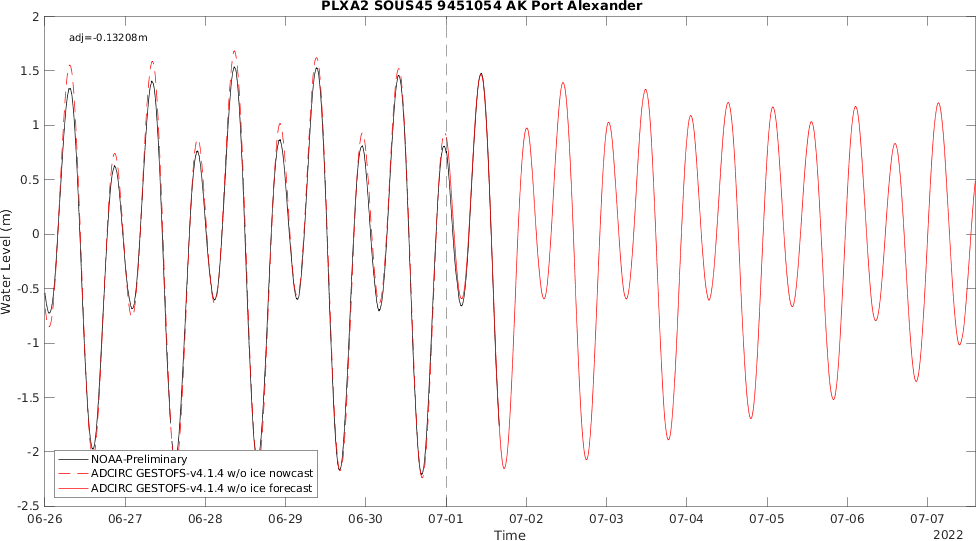 PLXA2 SOUS45 9451054 AK Port Alexander
adj=-0.13208m
2
1.5
1
0.5
0
-0.5
-1
-1.5
-2
-2.5
Water Level (m)
NOAA-Preliminary
ADCIRC GESTOFS-v4.1.4 w/o ice nowcast
ADCIRC GESTOFS-v4.1.4 w/o ice forecast
06-26 06-27 06-28 06-29 06-30 07-01 07-02 07-03 07-04 07-05 07-06 07-07
Time
2022